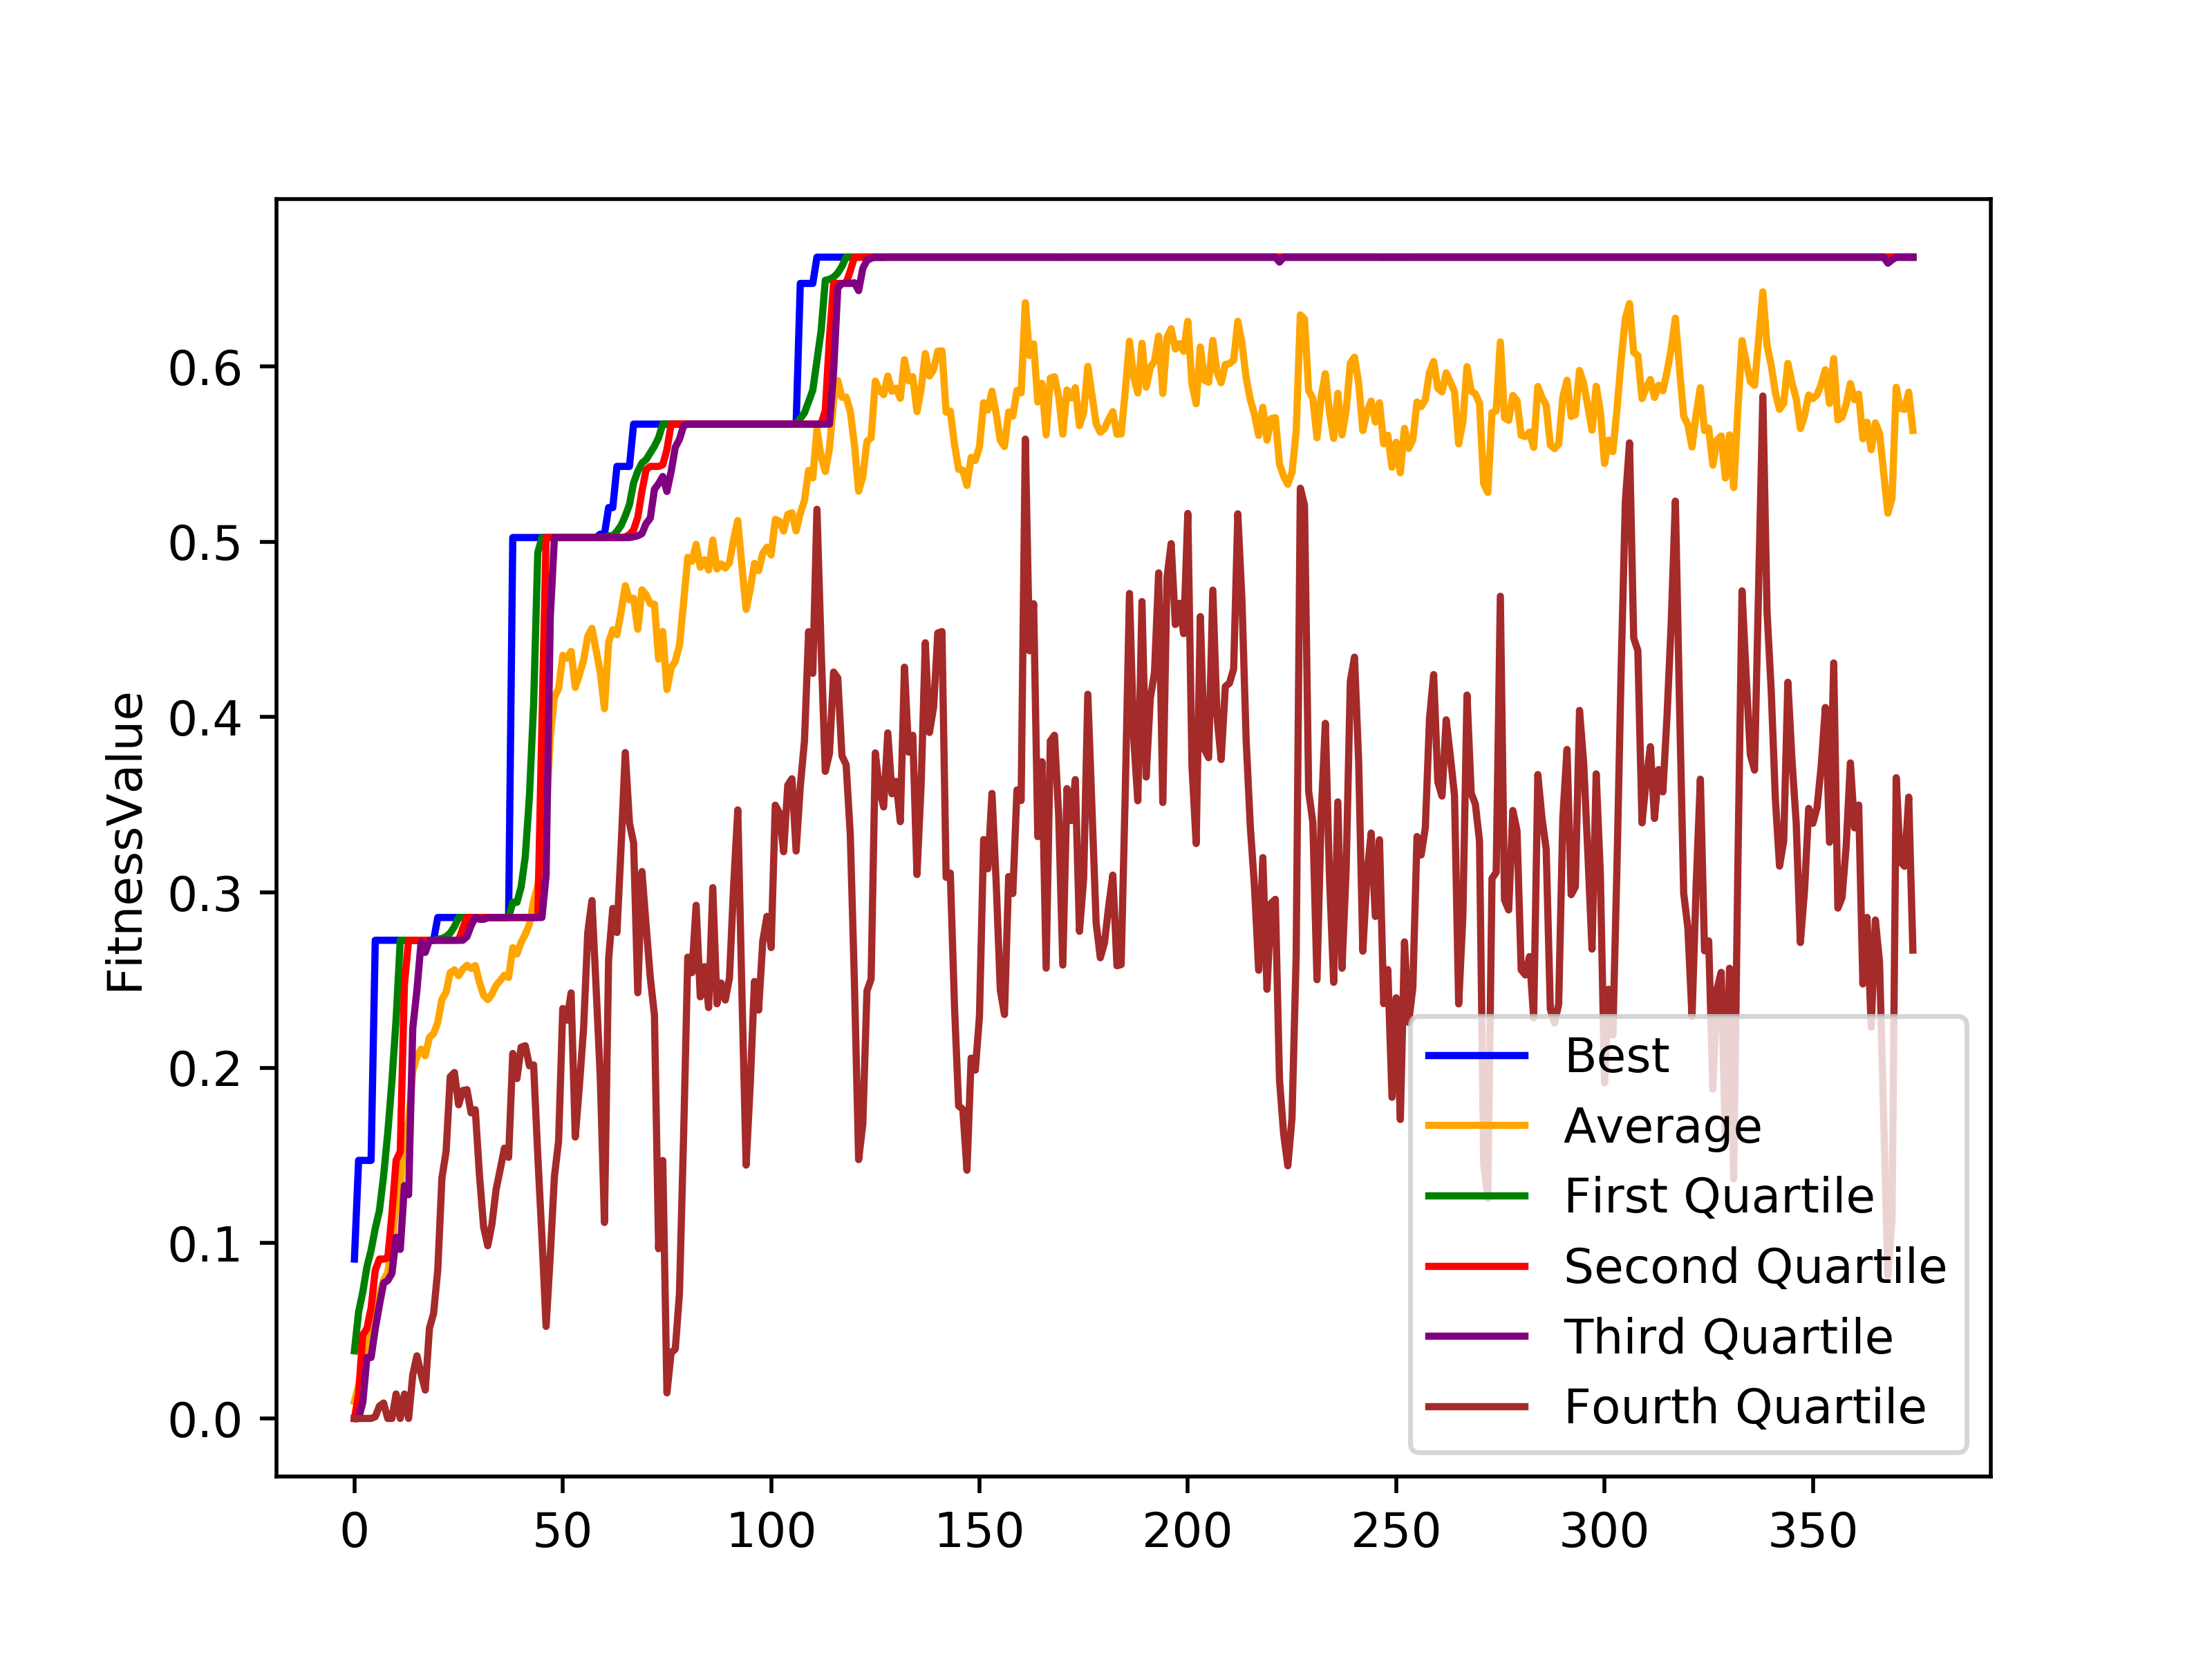 FitnessValue
0.6
0.5
0.4
0.3
0.2
0.1
0.0
0 50 100 150 200 250 300 350
Best
Average
First Quartile
Second Quartile
Third Quartile
Fourth Quartile